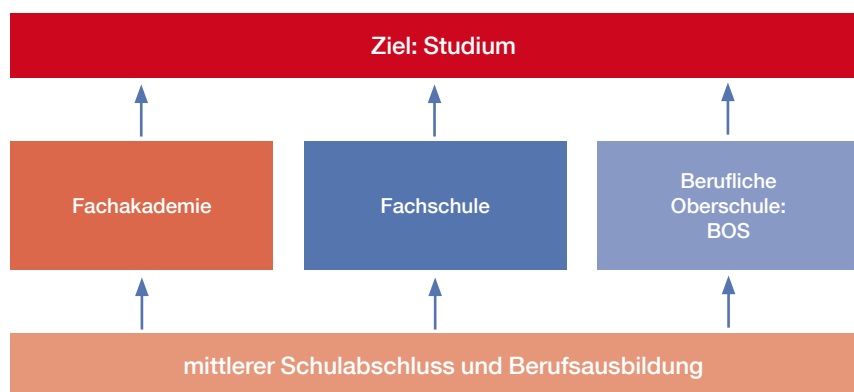 Ziel: Studium
Fachakademie
Fachschule
Berufliche
Oberschule:
BOS
mittlerer Schulabschluss und Berufsausbildung